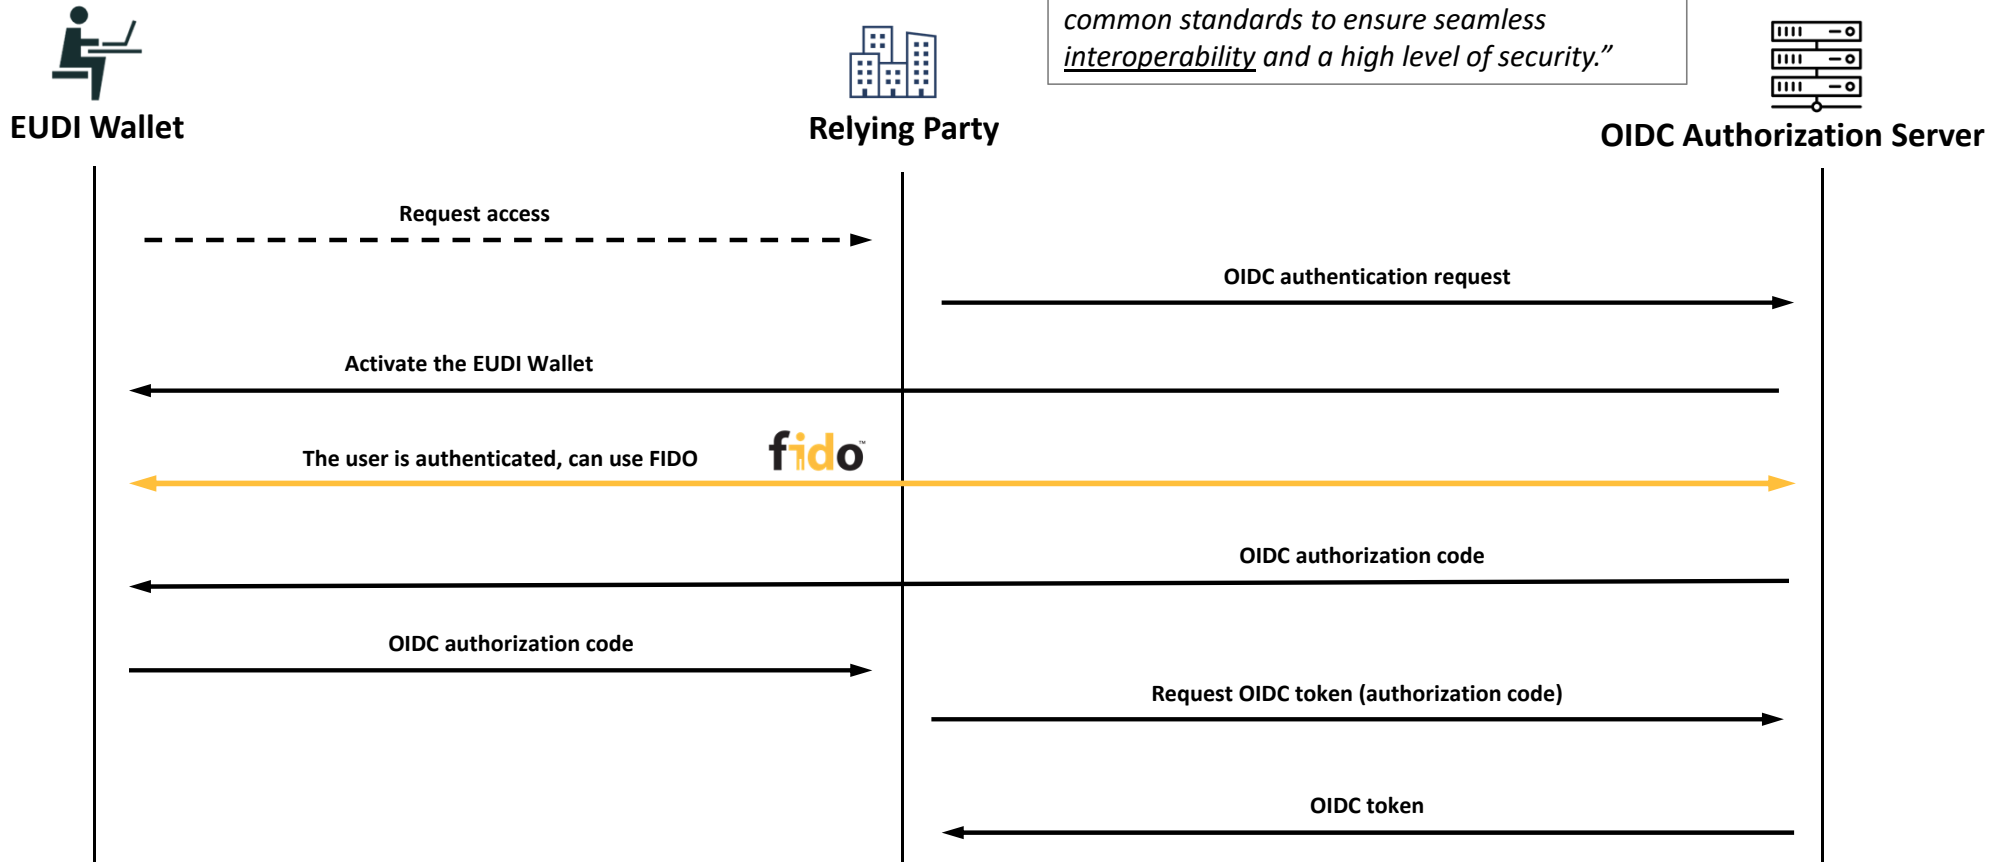 common standards to ensure seamless
interoperability and a high level of security.”
EUDI Wallet
Relying Party
OIDC Authorization Server
Request access
OIDC authentication request
Activate the EUDI Wallet
The user is authenticated, can use FIDO
fido™
OIDC authorization code
OIDC authorization code
Request OIDC token (authorization code)
OIDC token